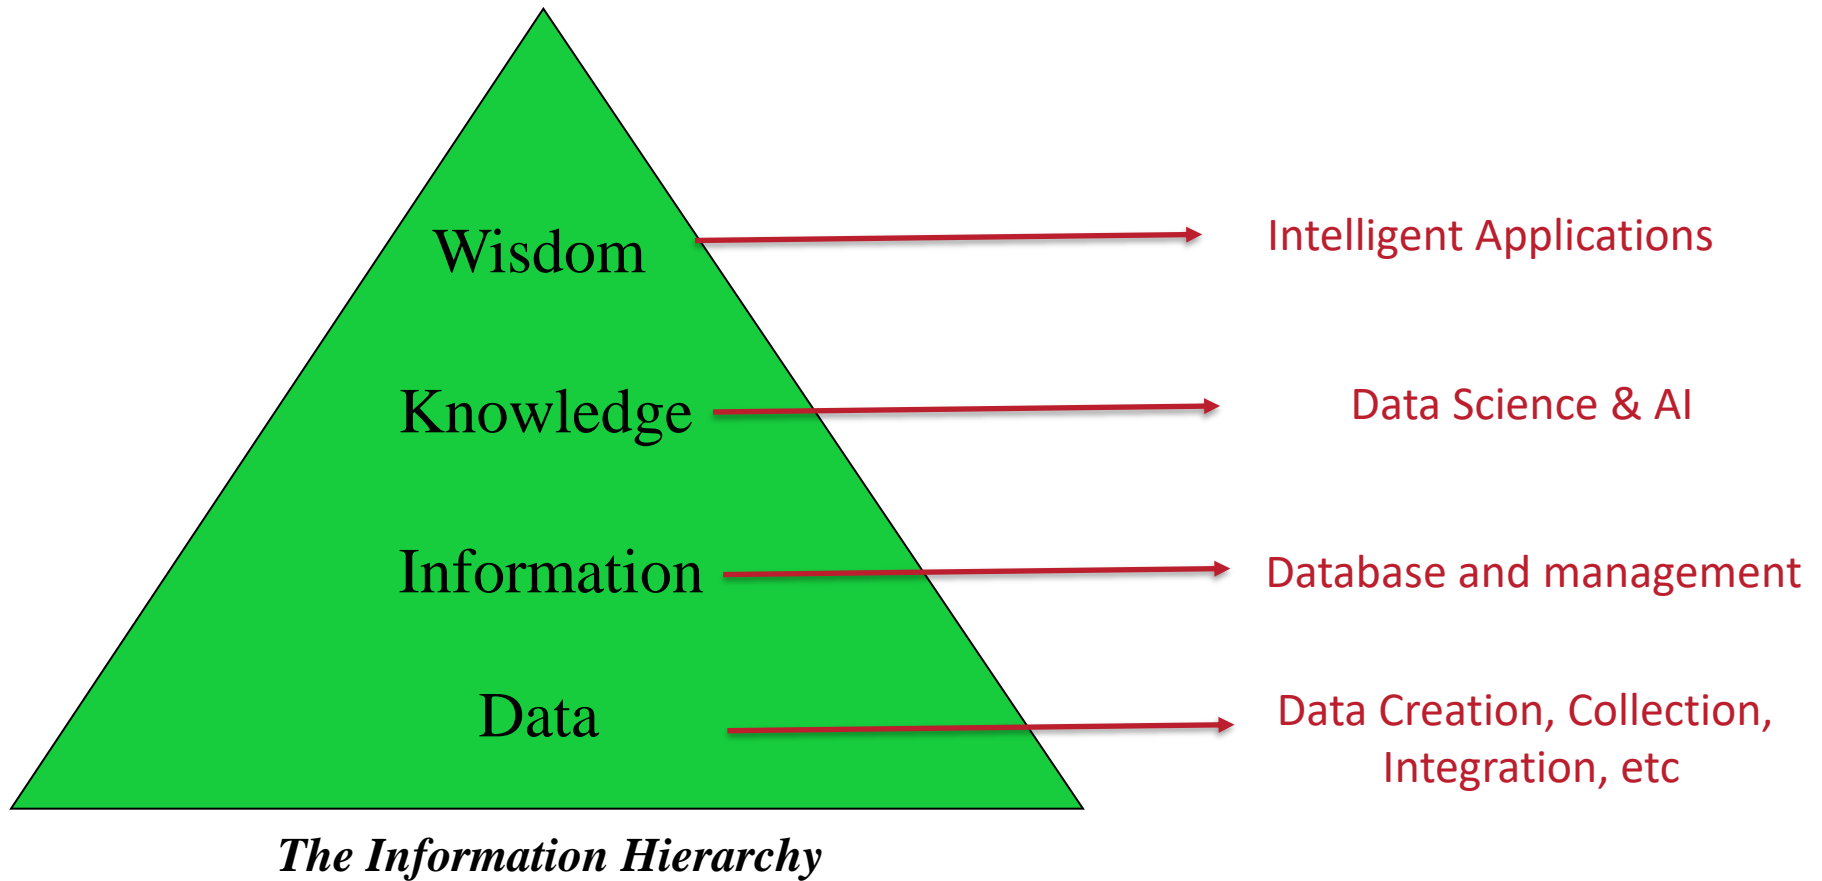 Wisdom
Intelligent Applications
Knowledge
Data Science & AI
Information
Database and management
Data
Data Creation, Collection,
Integration, etc
The Information Hierarchy